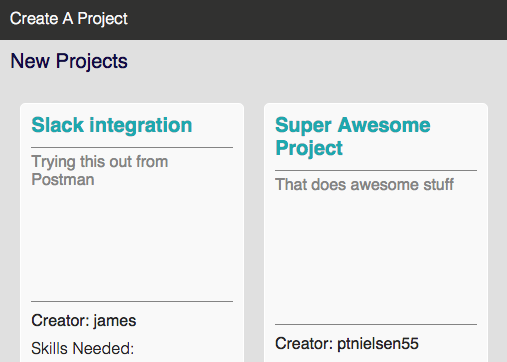 Create A Project
New Projects
Slack integration
Trying this out from
Postman
Creator: james
Skills Needed:
Super Awesome
Project
That does awesome stuff
Creator: ptnielsen55